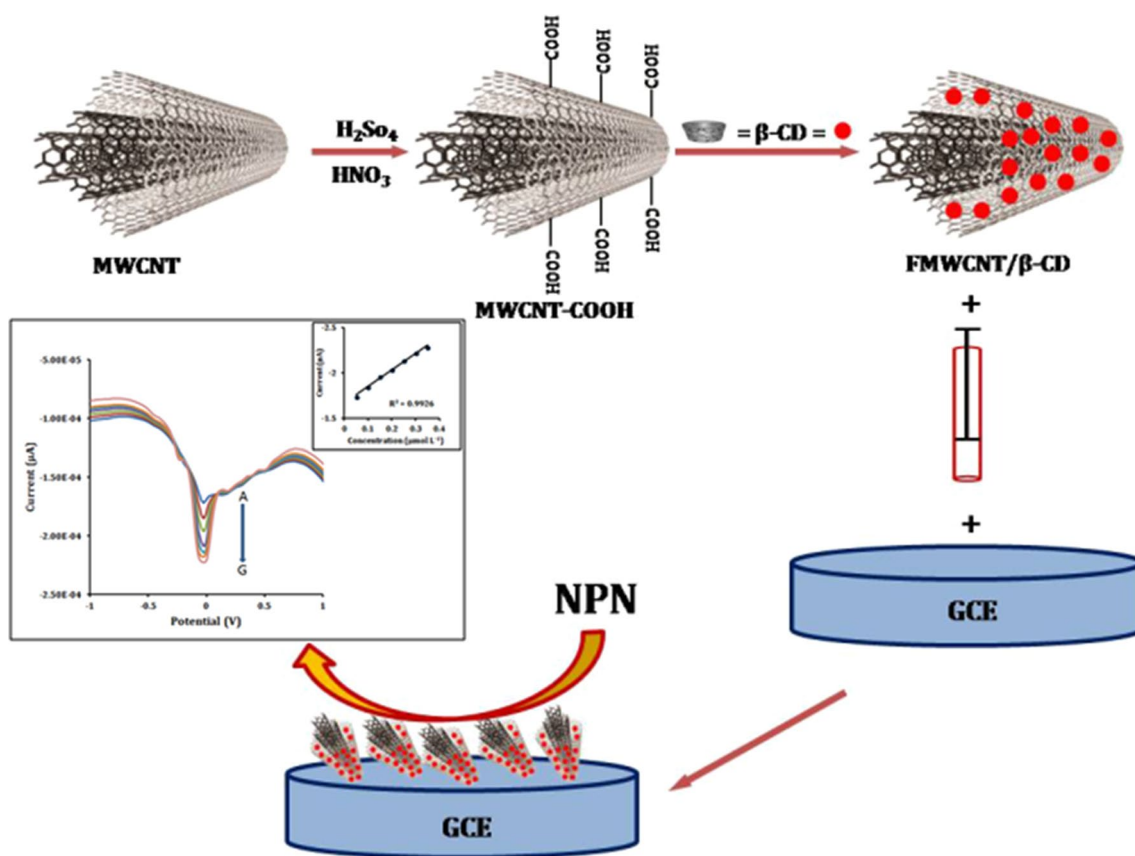 COOH
COOH
COOH
H₂So₄
HNO₃
= β-CD =
COOH
COOH
COOH
MWCNT
MWCNT-COOH
FMWCNT/β-CD
+
-5.00E-05
-1.00E-04
-1.50E-04
-2.00E-04
-2.50E-04
Current (µA)
-1
-0.5
0
0.5
1
Potential (V)
A
G
-2.5
-2
-1.5
Current (µA)
R² = 0.9926
0
0.1
0.2
0.3
0.4
Concentration (µmol L⁻¹)
+
GCE
NPN
GCE